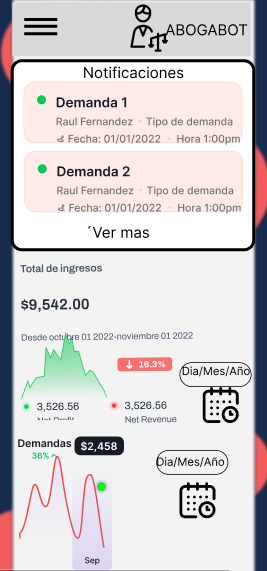 ABOGABOT
Notificaciones
Demanda 1
Raul Fernandez • Tipo de demanda
Fecha: 01/01/2022 • Hora 1:00pm
Demanda 2
Raul Fernandez • Tipo de demanda
Fecha: 01/01/2022 • Hora 1:00pm
´Ver mas
Total de ingresos
$9,542.00
Desde octubre 01 2022-noviembre 01 2022
16.3%
Dia/Mes/Año
3,526.56
Net Profit
3,526.56
Net Revenue
Demandas
$2,458
36%
Dia/Mes/Año
Sep